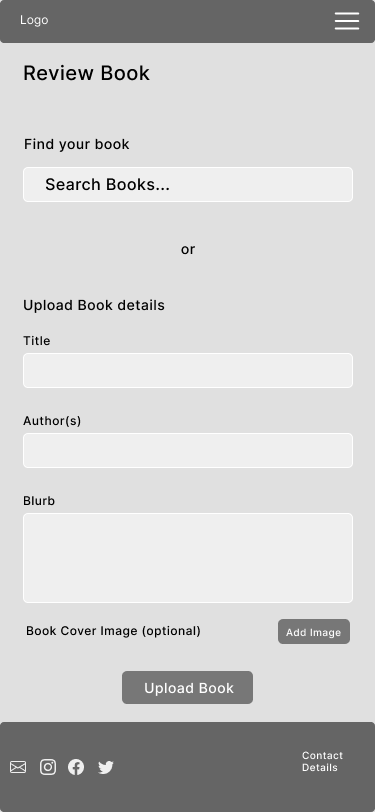 Logo
Review Book
Find your book
Search Books...
or
Upload Book details
Title
Author(s)
Blurb
Book Cover Image (optional)
Add Image
Upload Book
Contact
Details